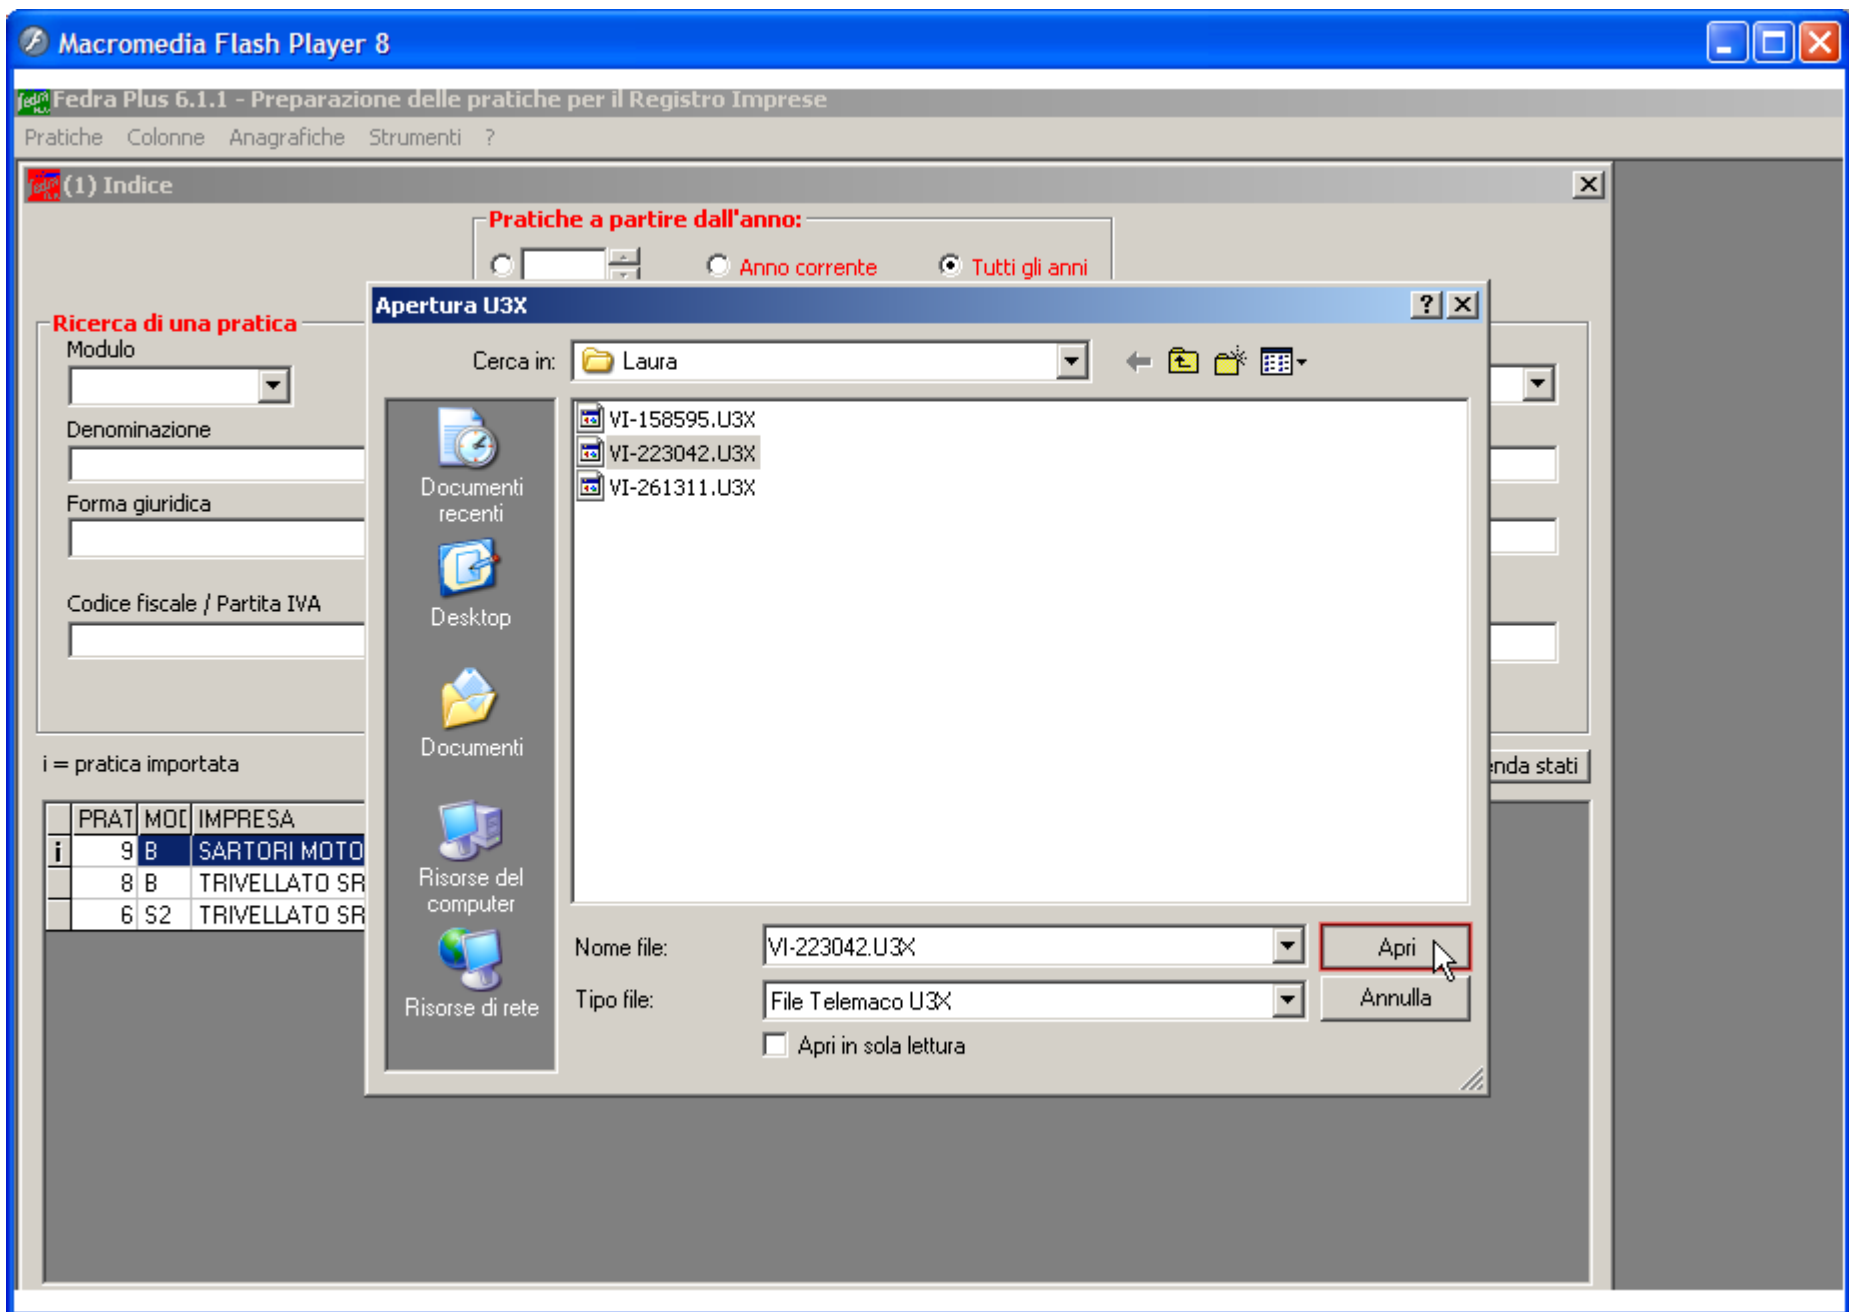 Macromedia Flash Player 8
Fedra Plus 6.1.1 - Preparazione delle pratiche per il Registro Imprese
Pratiche Colonne Anagrafiche Strumenti ?
(1) Indice
Pratiche a partire dall'anno:
Anno corrente Tutti gli anni
Apertura U3X
Ricerca di una pratica
Modulo
Cerca in: Laura
VI-158595.U3X
Denominazione
VI-223042.U3X
VI-261311.U3X
Documenti recenti
Forma giuridica
Desktop
Codice fiscale / Partita IVA
Documenti
i = pratica importata
enda stati
PRAT MOD IMPRESA
i 9 B SARTORI MOTO
8 B TRIVELLATO SR
6 S2 TRIVELLATO SR
Risorse del computer
Nome file: VI-223042.U3X Apri
Risorse di rete
Tipo file: File Telemaco U3X Annulla
Apri in sola lettura